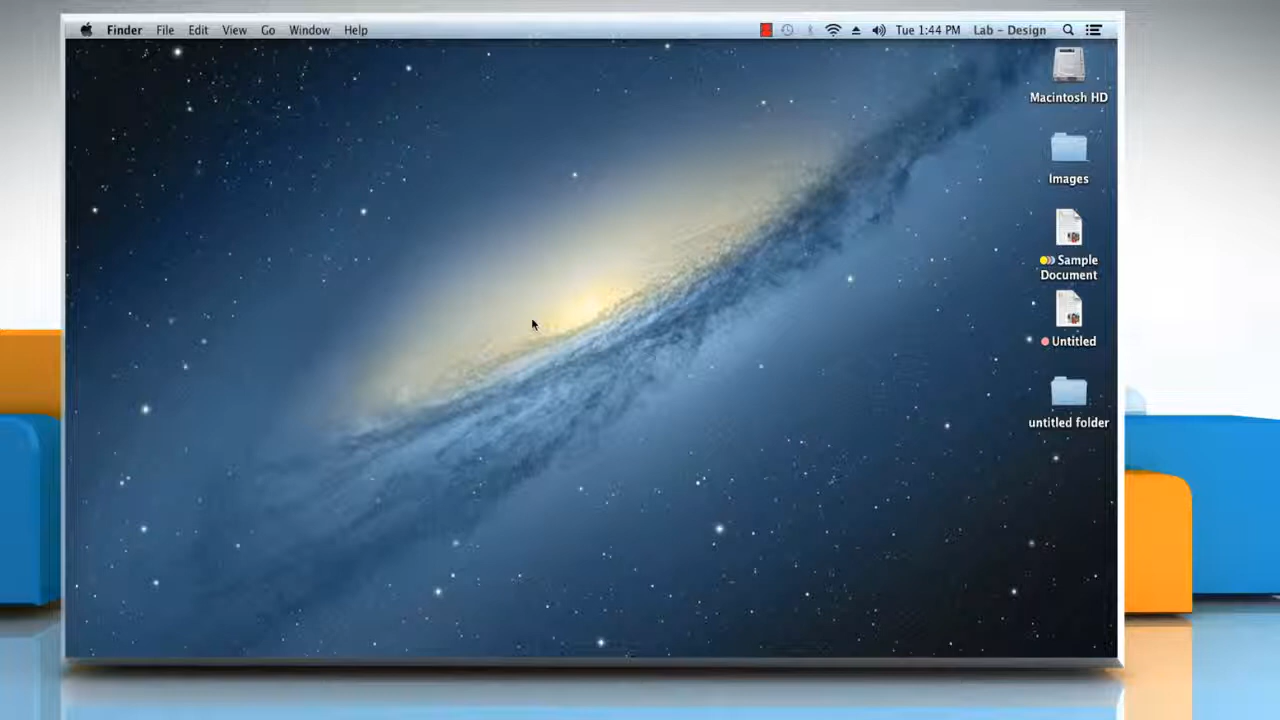 Finder File Edit View Go Window Help Tue 1:44 PM Lab - Design
Macintosh HD
Images
Sample
Document
Untitled
untitled folder